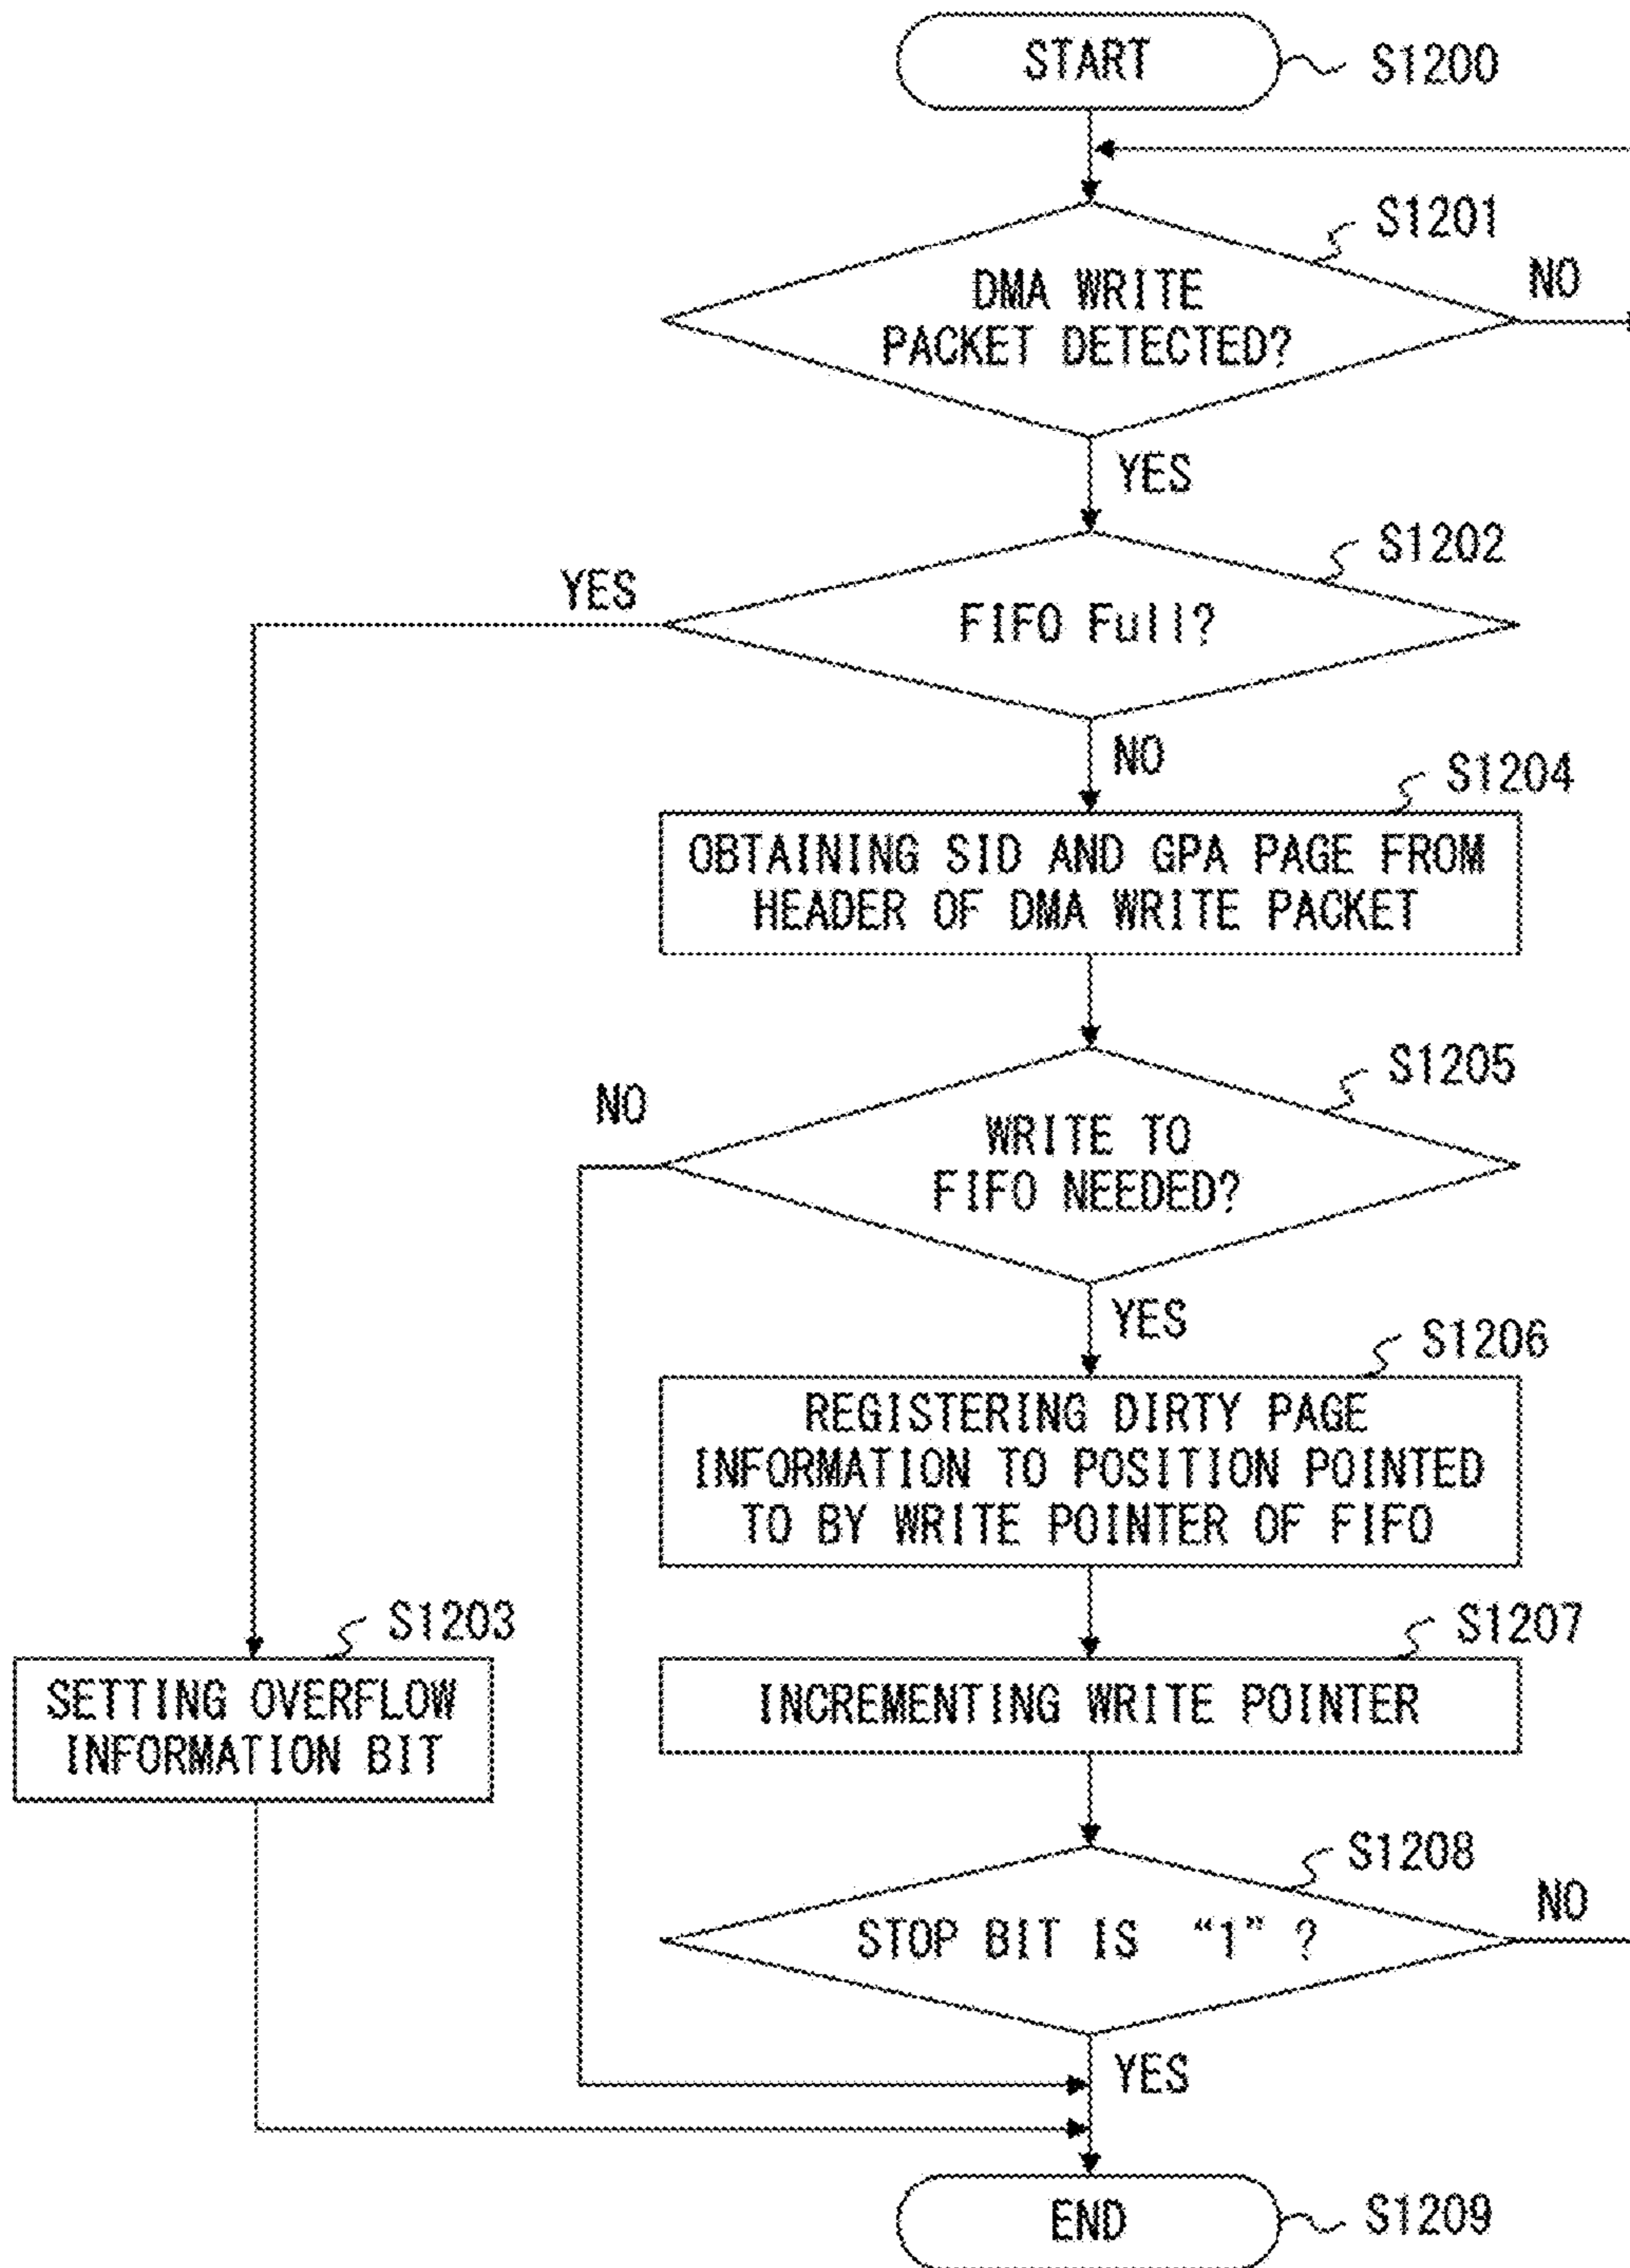 START
S1200
S1201
DMA WRITE
PACKET DETECTED?
NO
YES
S1202
YES
FIFO Full?
NO
S1204
OBTAINING SID AND GPA PAGE FROM
HEADER OF DMA WRITE PACKET
S1205
NO
WRITE TO
FIFO NEEDED?
YES
S1206
REGISTERING DIRTY PAGE
INFORMATION TO POSITION POINTED
TO BY WRITE POINTER OF FIFO
S1203
SETTING OVERFLOW
INFORMATION BIT
S1207
INCREMENTING WRITE POINTER
S1208
STOP BIT IS “1” ?
NO
YES
END
S1209